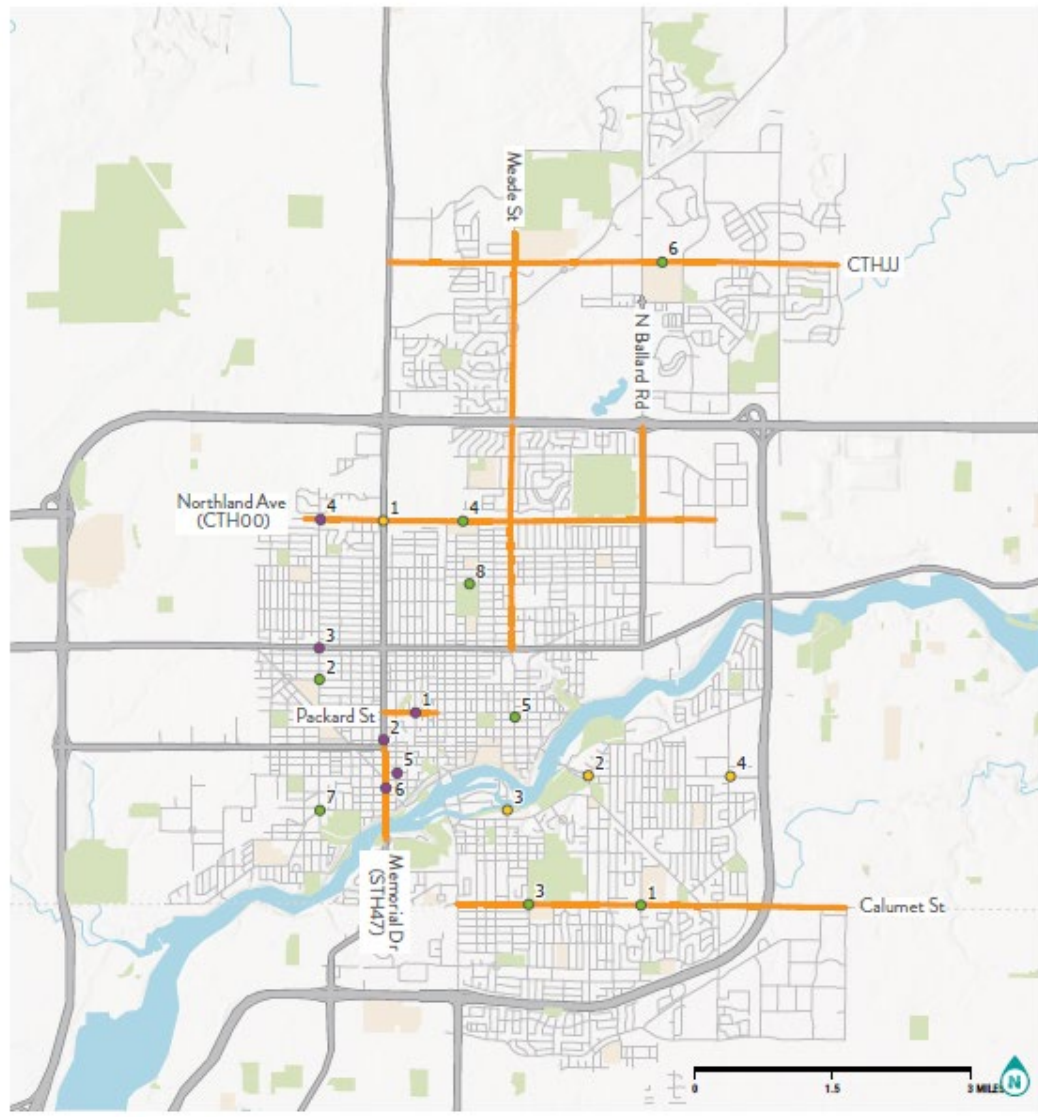 Meade St
6
CTHJJ
N Ballard Rd
Northland Ave
(CTH00)
4
1
4
8
3
2
Packard St
1
5
2
5
6
2
4
7
3
Memorial Dr
(STH47)
3
1
Calumet St
0
1.5
3 MILES
N